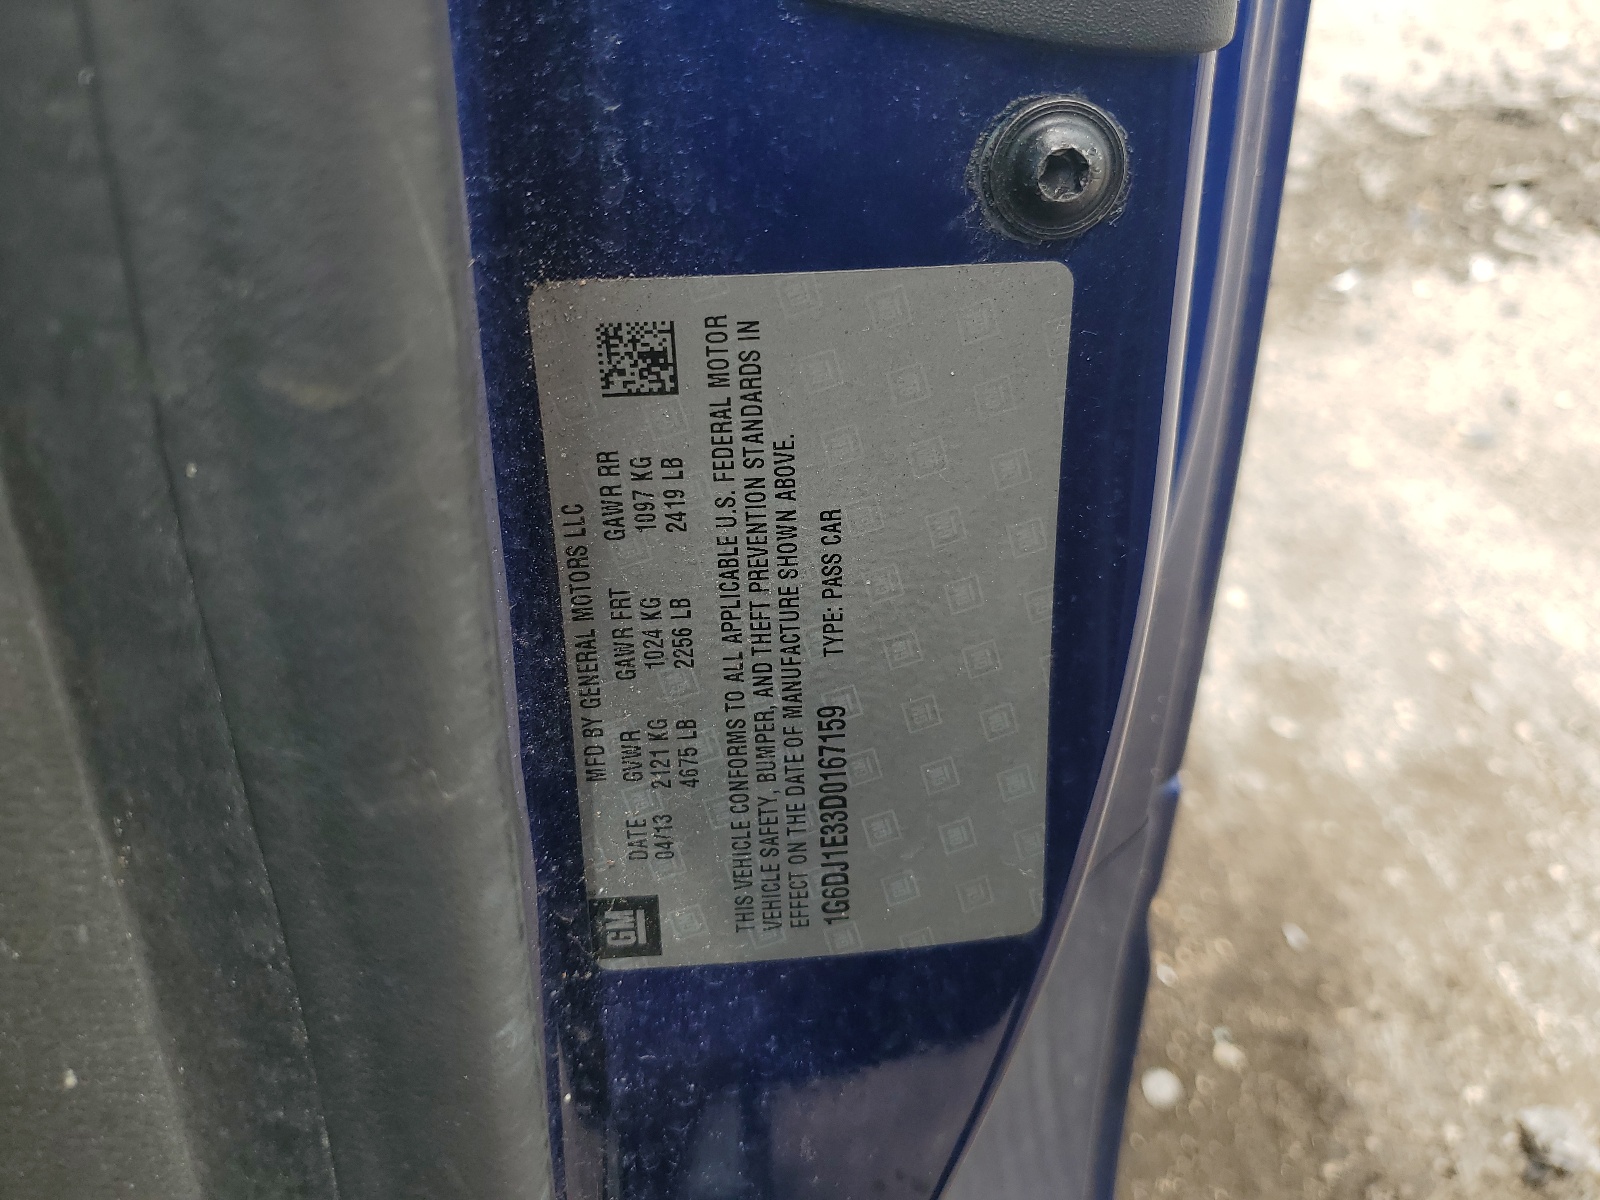 GM
MFD BY GENERAL MOTORS LLC
DATE GVWR GAWR FRT GAWR RR
04/13 2121 KG 1024 KG 1097 KG
4675 LB 2256 LB 2419 LB
THIS VEHICLE CONFORMS TO ALL APPLICABLE U.S. FEDERAL MOTOR
VEHICLE SAFETY, BUMPER, AND THEFT PREVENTION STANDARDS IN
EFFECT ON THE DATE OF MANUFACTURE SHOWN ABOVE.
1G6DJ1E33D0167159 TYPE: PASS CAR